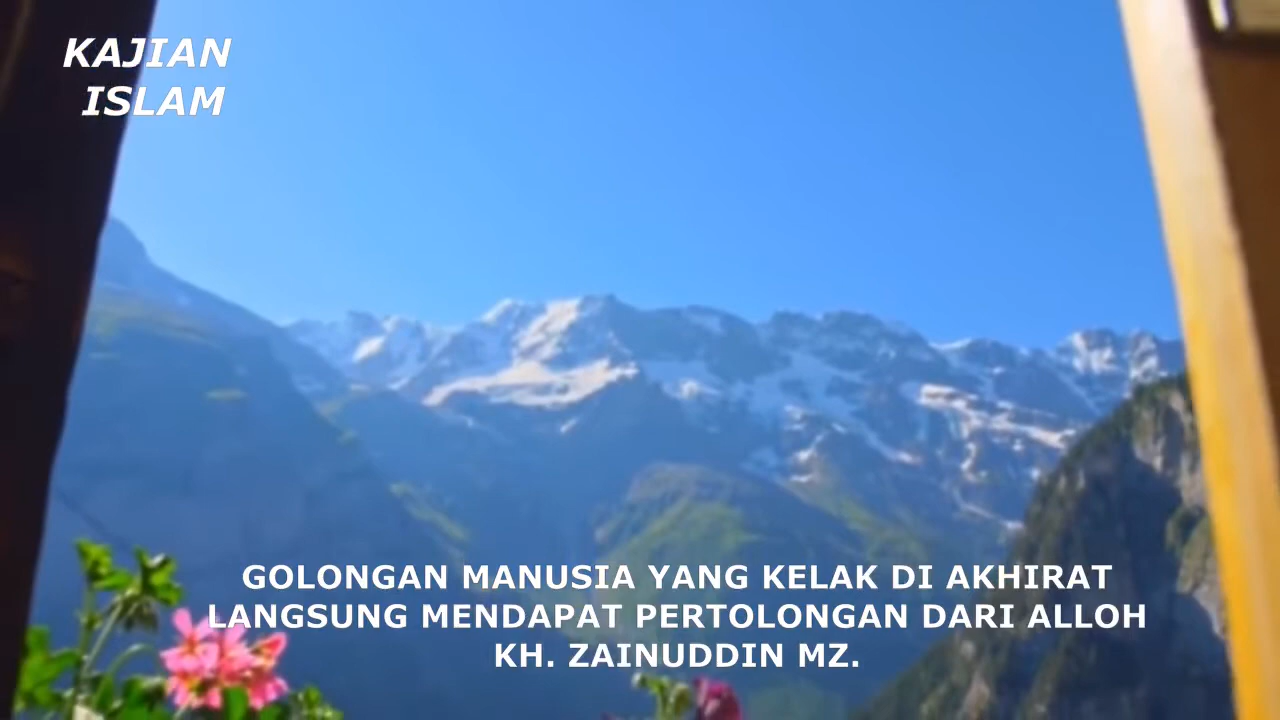 KAJIAN
ISLAM
GOLONGAN MANUSIA YANG KELAK DI AKHIRAT
LANGSUNG MENDAPAT PERTOLONGAN DARI ALLOH
KH. ZAINUDDIN MZ.